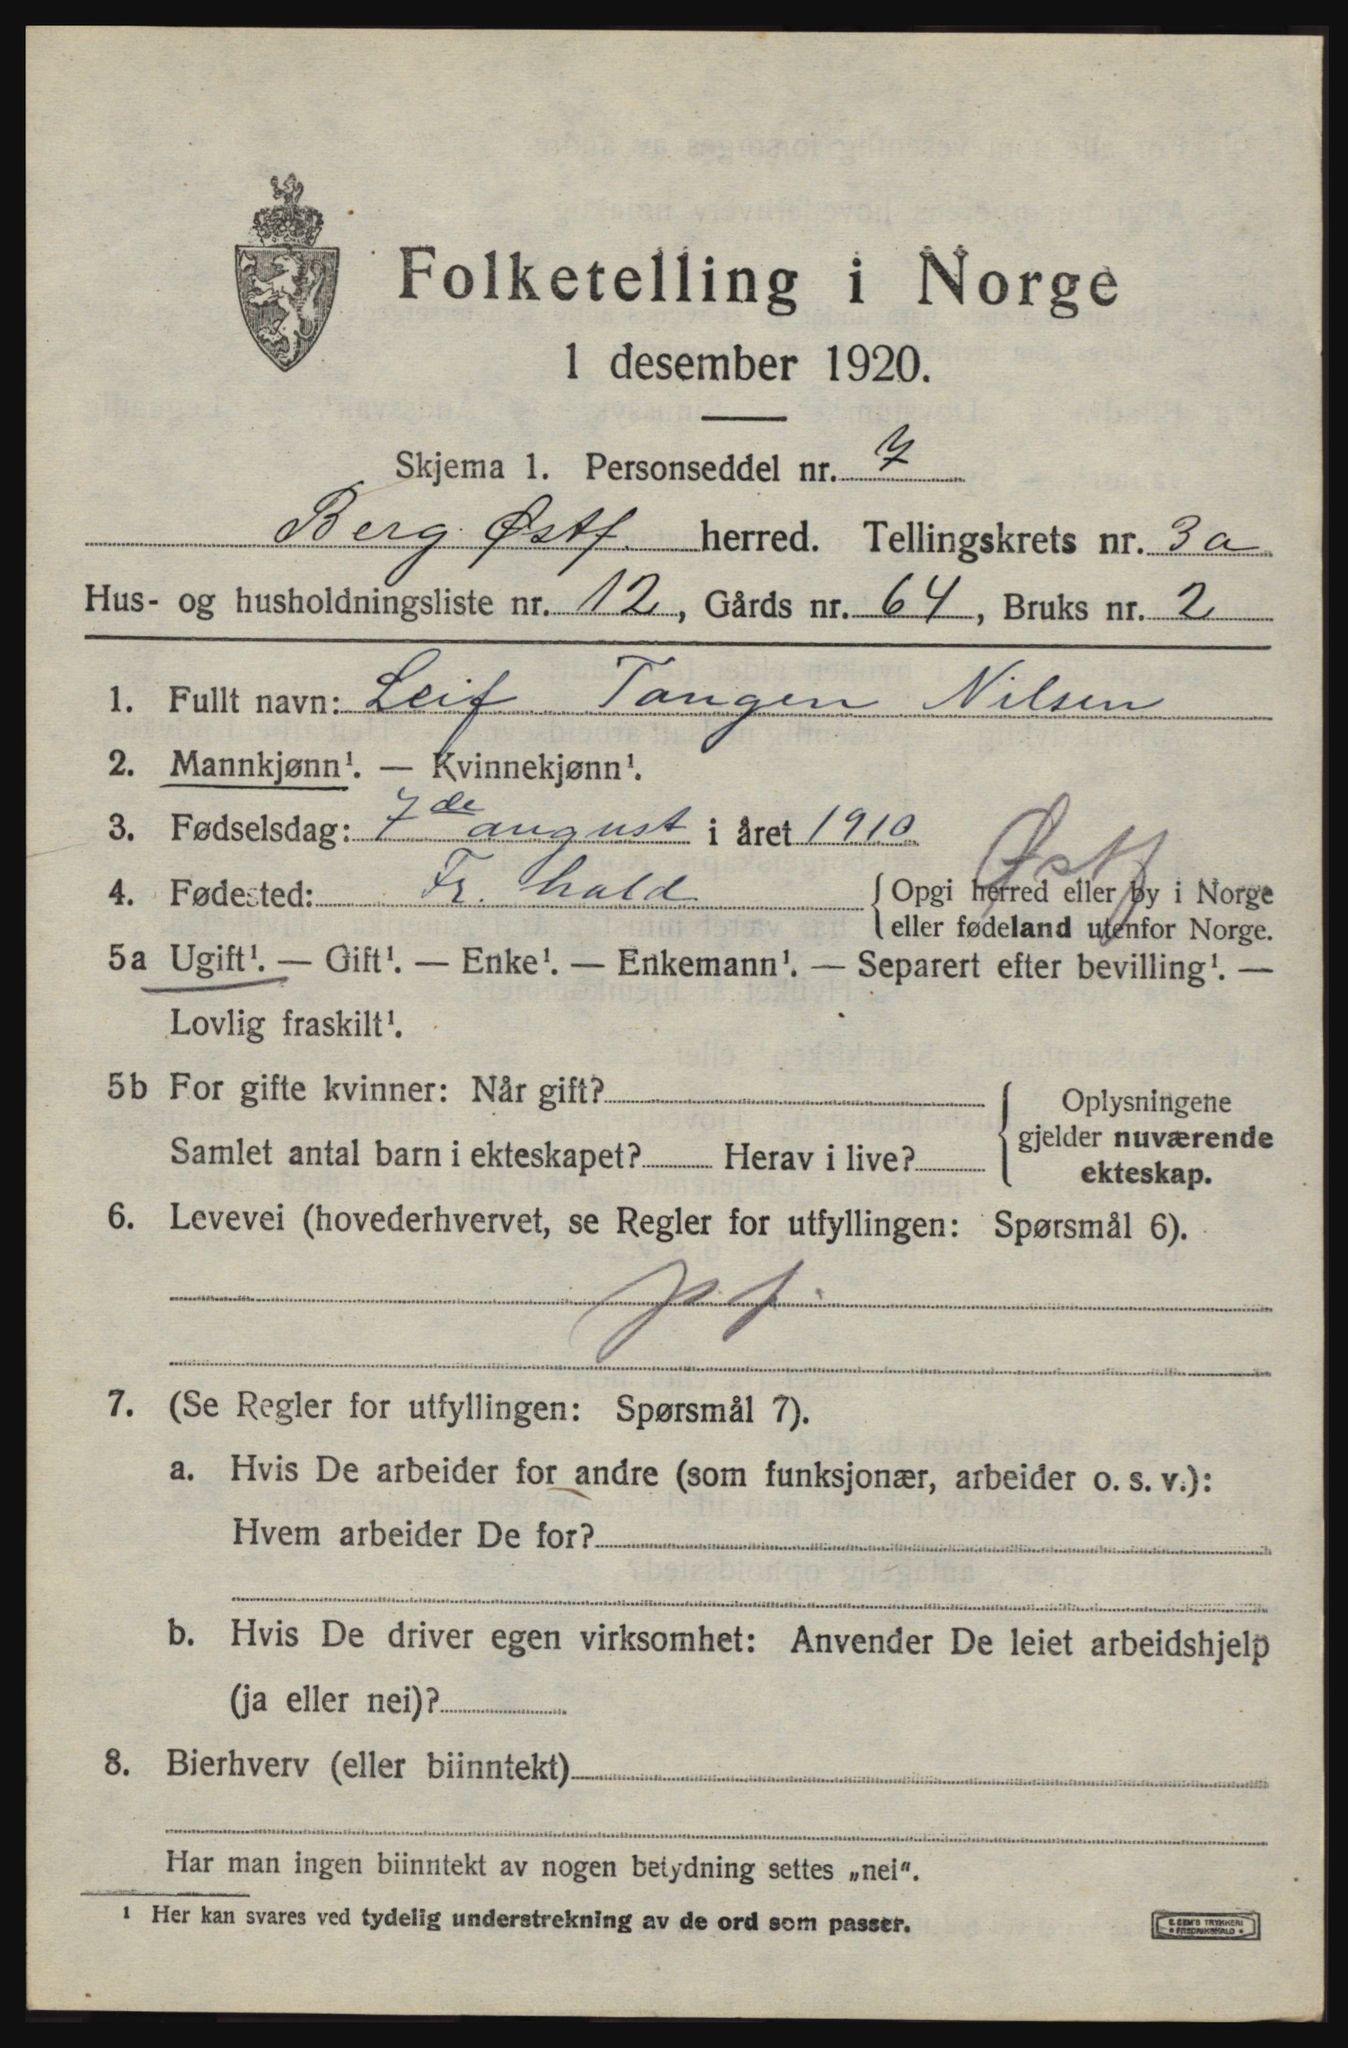 Folketelling i Norge
1 desember 1920.
Skjema 1. Personseddel nr. 7
Berg Østf. herred. Tellingskrets nr. 3a
Hus- og husholdningsliste nr. 12, Gårds nr. 64, Bruks nr. 2
1. Fullt navn: Leif Tangen Nilsen
2. Mannkjønn¹. — Kvinnekjønn¹.
3. Fødselsdag: 7de august i året 1910
4. Fødested: Fr. hald Østf
Opgi herred eller by i Norge
eller fødeland utenfor Norge.
5a Ugift¹. — Gift¹. — Enke¹. — Enkemann¹. — Separert efter bevilling¹. —
Lovlig fraskilt¹.
5b For gifte kvinner: Når gift?
Samlet antal barn i ekteskapet? Herav i live?
Oplysningene
gjelder nuværende
ekteskap.
6. Levevei (hovederhvervet, se Regler for utfyllingen: Spørsmål 6).
7. (Se Regler for utfyllingen: Spørsmål 7).
a. Hvis De arbeider for andre (som funksjonær, arbeider o. s. v.):
Hvem arbeider De for?
b. Hvis De driver egen virksomhet: Anvender De leiet arbeidshjelp
(ja eller nei)?
8. Bierhverv (eller biinntekt)
Har man ingen biinntekt av nogen betydning settes „nei".
¹ Her kan svares ved tydelig understrekning av de ord som passer.
E. SEM'S TRYKKERI
FREDRIKSHALD